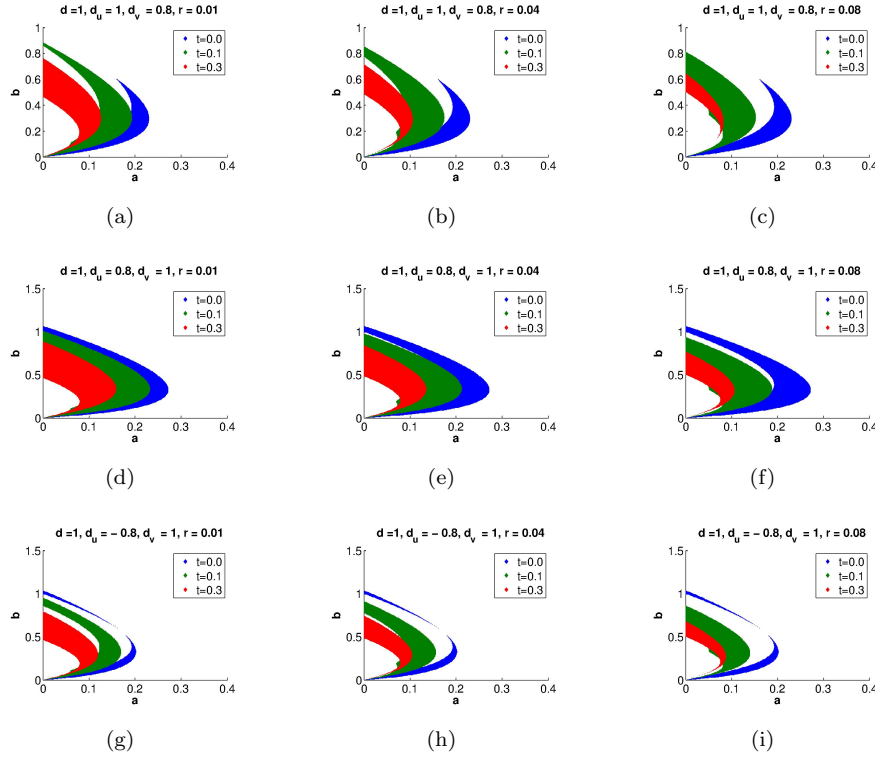 d =1, d_u = 1, d_v = 0.8, r = 0.01
1
0.8
0.6
0.4
0.2
0
b
t=0.0
t=0.1
t=0.3
0 0.1 0.2 0.3 0.4
a
(a)
d =1, d_u = 1, d_v = 0.8, r = 0.04
1
0.8
0.6
0.4
0.2
0
b
t=0.0
t=0.1
t=0.3
0 0.1 0.2 0.3 0.4
a
(b)
d =1, d_u = 1, d_v = 0.8, r = 0.08
1
0.8
0.6
0.4
0.2
0
b
t=0.0
t=0.1
t=0.3
0 0.1 0.2 0.3 0.4
a
(c)
d =1, d_u = 0.8, d_v = 1, r = 0.01
1.5
1
0.5
0
b
t=0.0
t=0.1
t=0.3
0 0.1 0.2 0.3 0.4
a
(d)
d =1, d_u = 0.8, d_v = 1, r = 0.04
1.5
1
0.5
0
b
t=0.0
t=0.1
t=0.3
0 0.1 0.2 0.3 0.4
a
(e)
d =1, d_u = 0.8, d_v = 1, r = 0.08
1.5
1
0.5
0
b
t=0.0
t=0.1
t=0.3
0 0.1 0.2 0.3 0.4
a
(f)
d =1, d_u = − 0.8, d_v = 1, r = 0.01
1.5
1
0.5
0
b
t=0.0
t=0.1
t=0.3
0 0.1 0.2 0.3 0.4
a
(g)
d =1, d_u = − 0.8, d_v = 1, r = 0.04
1.5
1
0.5
0
b
t=0.0
t=0.1
t=0.3
0 0.1 0.2 0.3 0.4
a
(h)
d =1, d_u = − 0.8, d_v = 1, r = 0.08
1.5
1
0.5
0
b
t=0.0
t=0.1
t=0.3
0 0.1 0.2 0.3 0.4
a
(i)